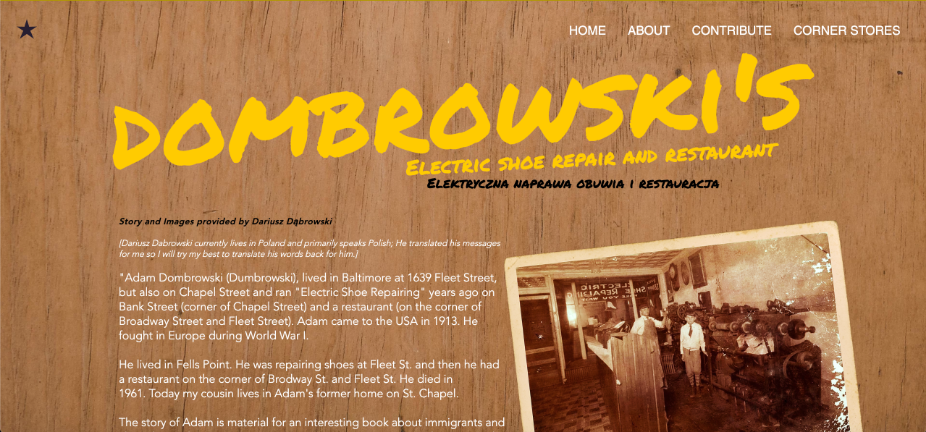 HOME ABOUT CONTRIBUTE CORNER STORES
DOMBROWSKI'S
ELECTRIC SHOE REPAIR AND RESTAURANT
ELEKTRYCZNA NAPRAWA OBUWIA I RESTAURACJA
Story and Images provided by Dariusz Dąbrowski
(Dariusz Dabrowski currently lives in Poland and primarily speaks Polish; He translated his messages
for me so I will try my best to translate his words back for him.)
"Adam Dombrowski (Dumbrowski), lived in Baltimore at 1639 Fleet Street,
but also on Chapel Street and ran "Electric Shoe Repairing" years ago on
Bank Street (corner of Chapel Street) and a restaurant (on the corner of
Broadway Street and Fleet Street). Adam came to the USA in 1913. He
fought in Europe during World War I.
He lived in Fells Point. He was repairing shoes at Fleet St. and then he had
a restaurant on the corner of Brodway St. and Fleet St. He died in
1961. Today my cousin lives in Adam's former home on St. Chapel.
The story of Adam is material for an interesting book about immigrants and
ELECTRIC
SHOE REPAIR